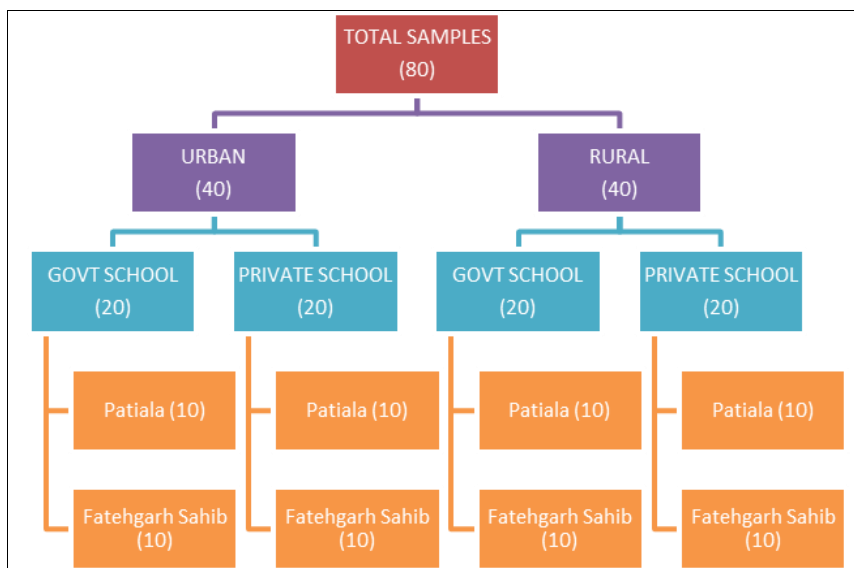 TOTAL SAMPLES
(80)
URBAN
(40)
RURAL
(40)
GOVT SCHOOL
(20)
PRIVATE SCHOOL
(20)
GOVT SCHOOL
(20)
PRIVATE SCHOOL
(20)
Patiala (10)
Patiala (10)
Patiala (10)
Patiala (10)
Fatehgarh Sahib
(10)
Fatehgarh Sahib
(10)
Fatehgarh Sahib
(10)
Fatehgarh Sahib
(10)